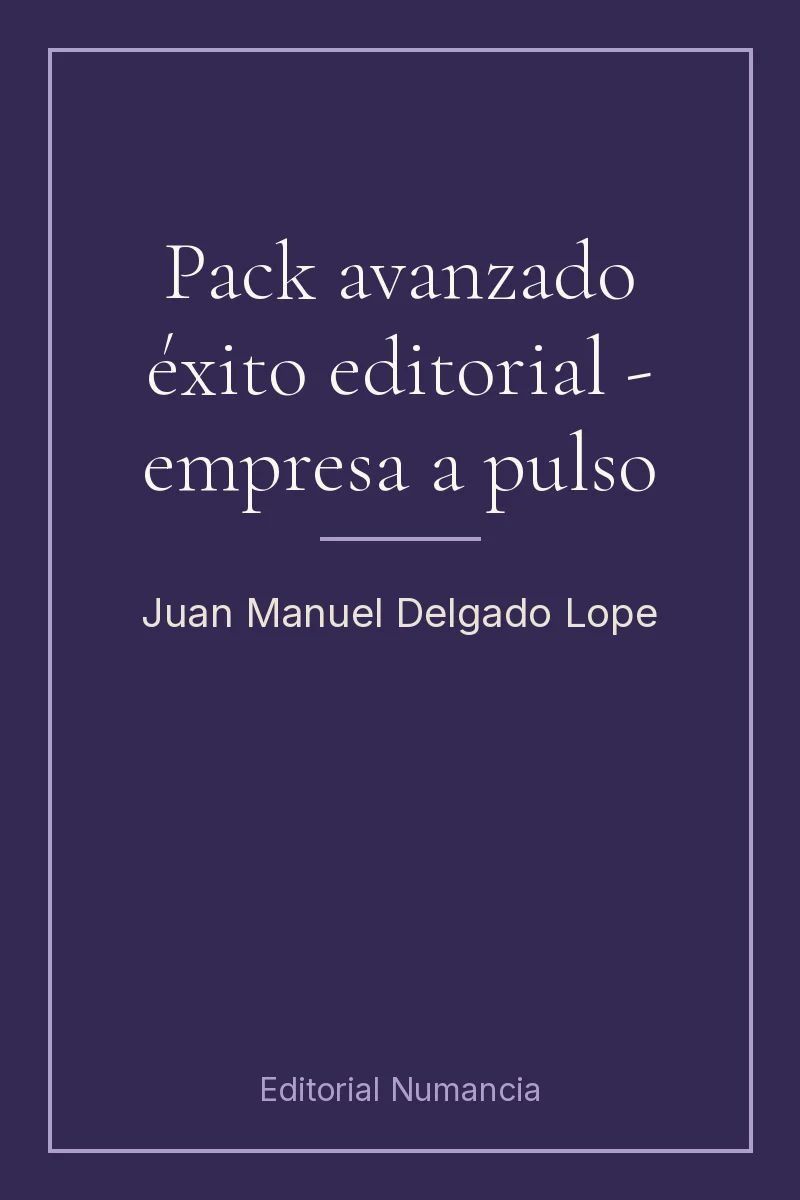 Pack avanzado
éxito editorial -
empresa a pulso
Juan Manuel Delgado Lope
Editorial Numancia